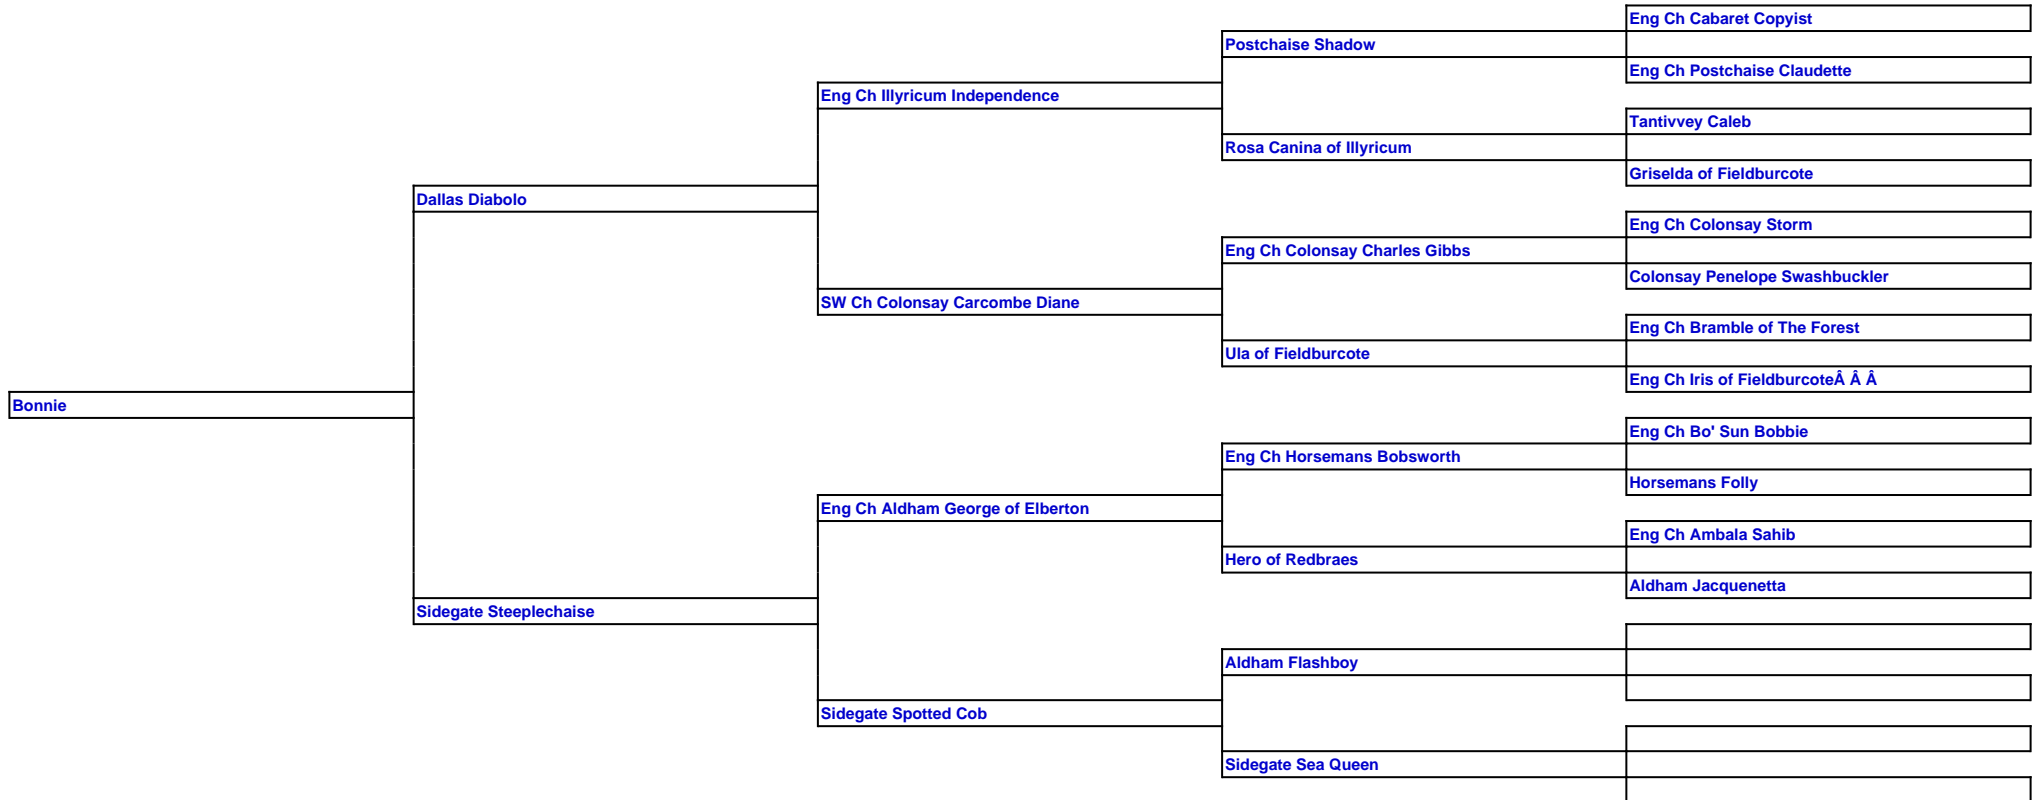 Eng Ch Cabaret Copyist
Postchaise Shadow
Eng Ch Postchaise Claudette
Eng Ch Illyricum Independence
Tantivvey Caleb
Rosa Canina of Illyricum
Griselda of Fieldburcote
Dallas Diabolo
Eng Ch Colonsay Storm
Eng Ch Colonsay Charles Gibbs
Colonsay Penelope Swashbuckler
SW Ch Colonsay Carcombe Diane
Eng Ch Bramble of The Forest
Ula of Fieldburcote
Eng Ch Iris of FieldburcoteÂ Â Â
Bonnie
Eng Ch Bo' Sun Bobbie
Eng Ch Horsemans Bobsworth
Horsemans Folly
Eng Ch Aldham George of Elberton
Eng Ch Ambala Sahib
Hero of Redbraes
Aldham Jacquenetta
Sidegate Steeplechaise
Aldham Flashboy
Sidegate Spotted Cob
Sidegate Sea Queen